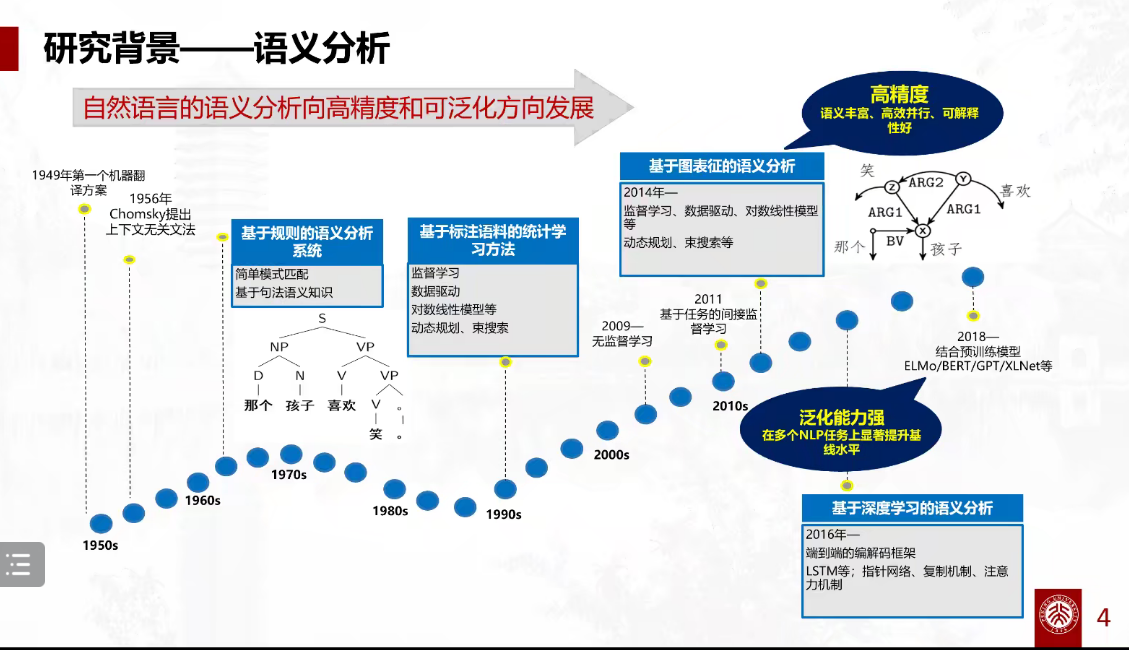 研究背景——语义分析
自然语言的语义分析向高精度和可泛化方向发展
高精度
语义丰富、高效并行、可解释
性好
1949年第一个机器翻
译方案
1956年
Chomsky提出
上下文无关文法
基于规则的语义分析
系统
简单模式匹配
基于句法语义知识
S
NP VP
D N V VP
那个 孩子 喜欢 V 。
笑 。
基于标注语料的统计学
习方法
监督学习
数据驱动
对数线性模型等
动态规划、束搜索
2009—
无监督学习
2011
基于任务的间接监
督学习
基于图表征的语义分析
2014年—
监督学习、数据驱动、对数线性模型
等
动态规划、束搜索等
笑
Z
ARG2
Y
喜欢
ARG1
ARG1
X
那个
BV
孩子
2018—
结合预训练模型
ELMo/BERT/GPT/XLNet等
泛化能力强
在多个NLP任务上显著提升基
线水平
基于深度学习的语义分析
2016年—
端到端的编解码框架
LSTM等；指针网络、复制机制、注意
力机制
1950s
1960s
1970s
1980s
1990s
2000s
2010s
4